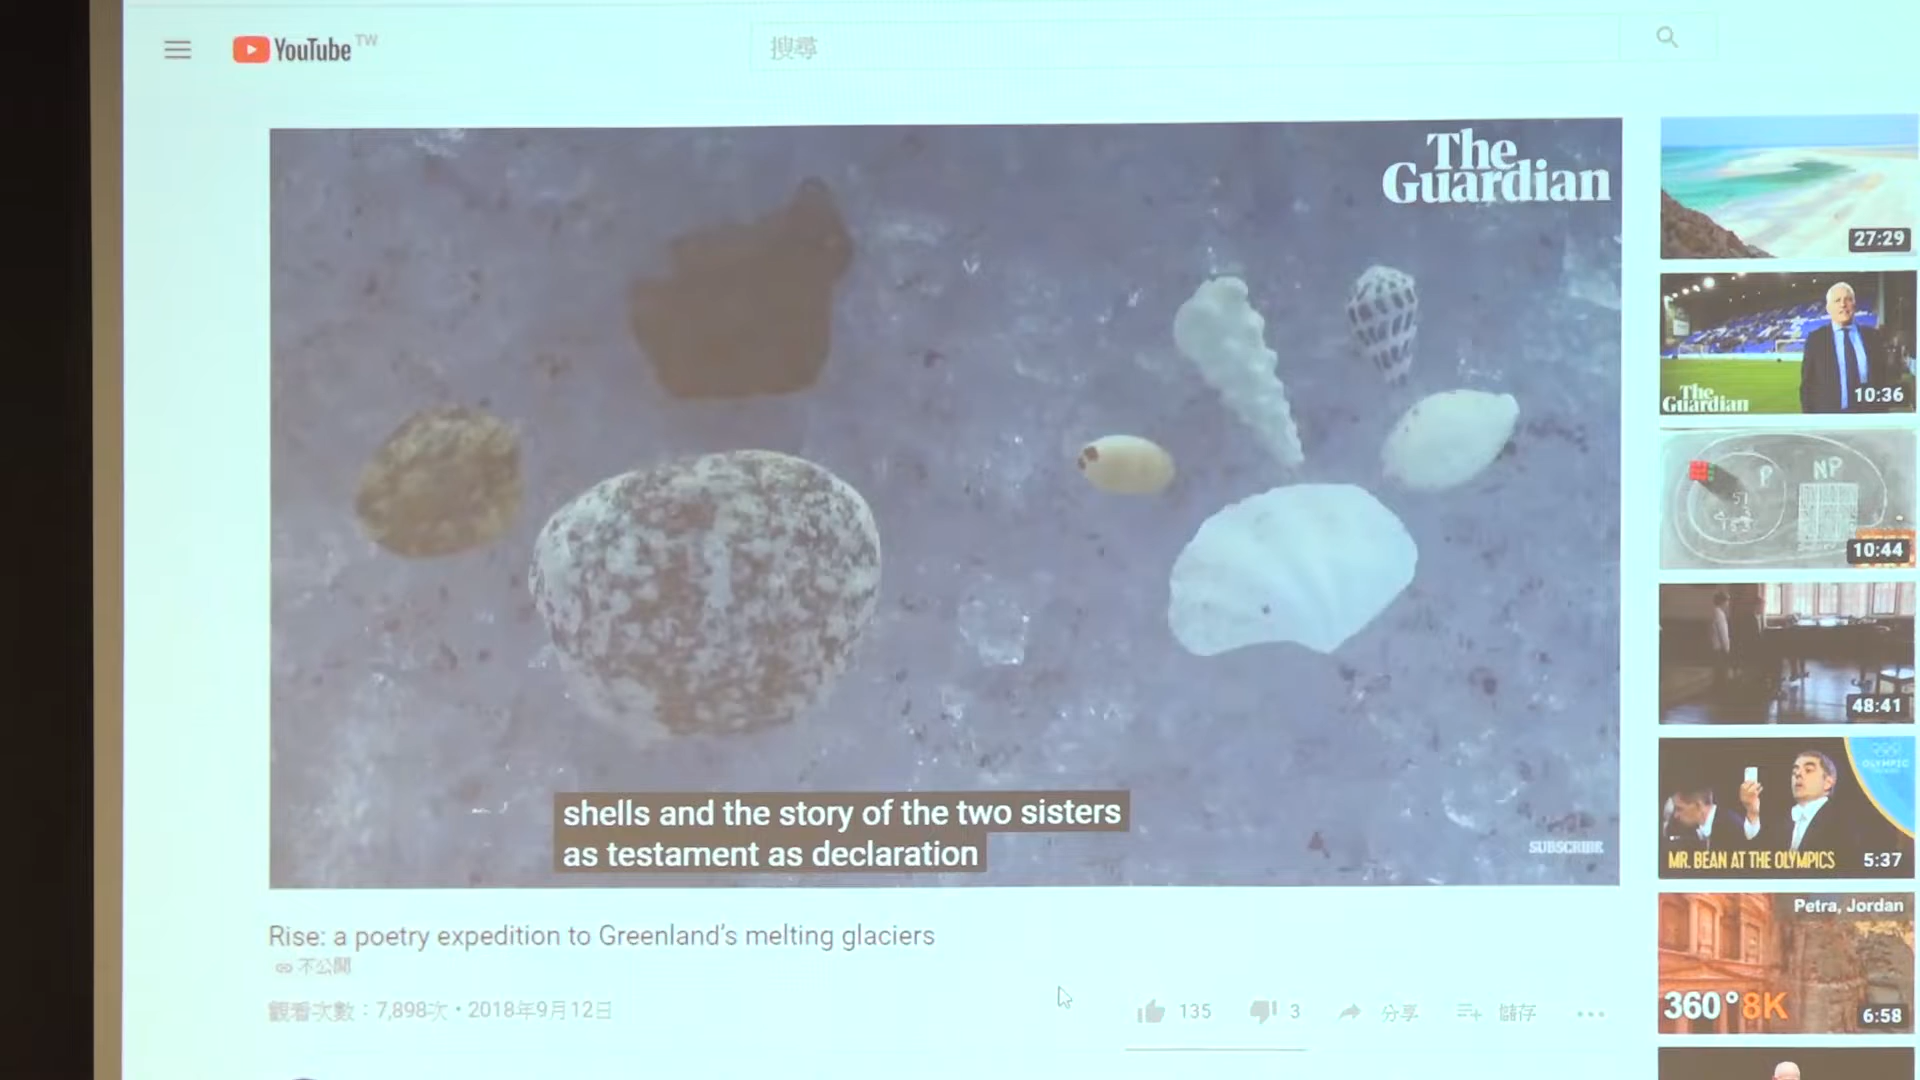 YouTube TW
搜尋
The
Guardian
shells and the story of the two sisters
as testament as declaration
SUBSCRIBE
Rise: a poetry expedition to Greenland's melting glaciers
不公開
觀看次數：7,898次・2018年9月12日
135
3
分享
儲存
27:29
The
Guardian
10:36
P
NP
10:44
48:41
OLYMPIC
MR. BEAN AT THE OLYMPICS
5:37
Petra, Jordan
360° 8K
6:58